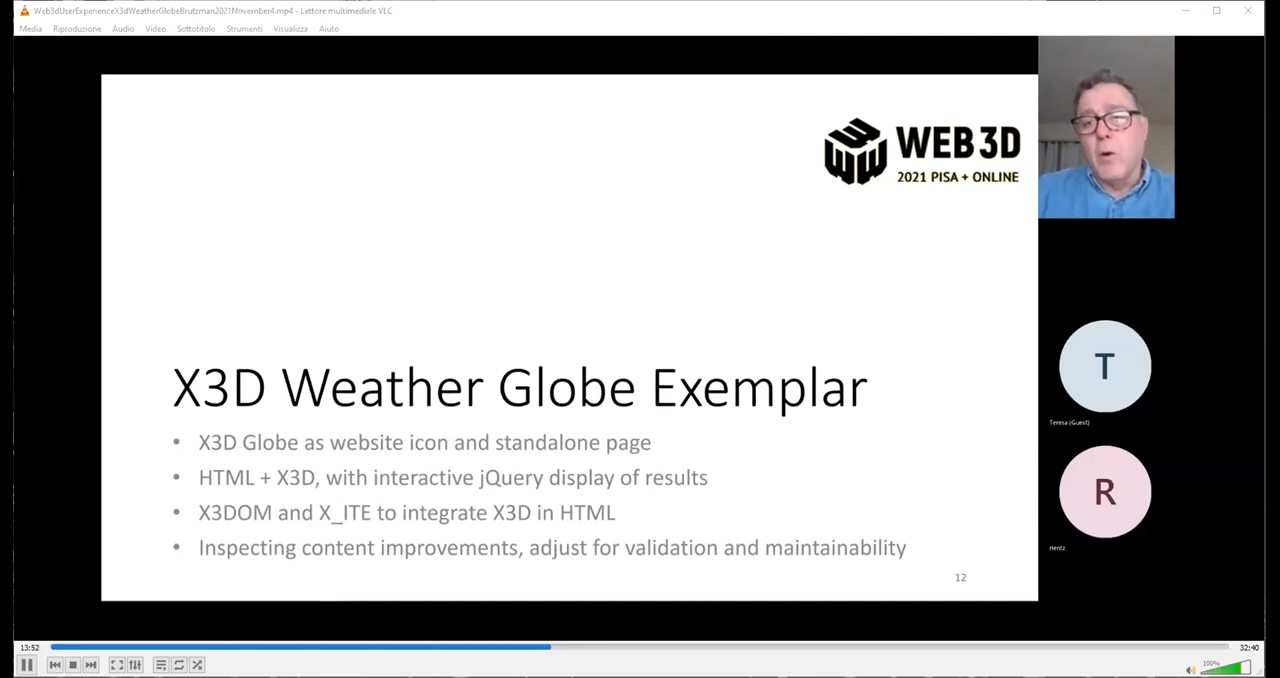 Web3dUserExperienceX3dWeatherGlobeBrutzman2021November4.mp4 - Lettore multimediale VLC
Media Riproduzione Audio Video Sottotitolo Strumenti Visualizza Aiuto
WEB 3D
2021 PISA + ONLINE
X3D Weather Globe Exemplar
• X3D Globe as website icon and standalone page
• HTML + X3D, with interactive jQuery display of results
• X3DOM and X_ITE to integrate X3D in HTML
• Inspecting content improvements, adjust for validation and maintainability
12
T
Teresa (Guest)
R
rlentz
13:52
32:40
100%